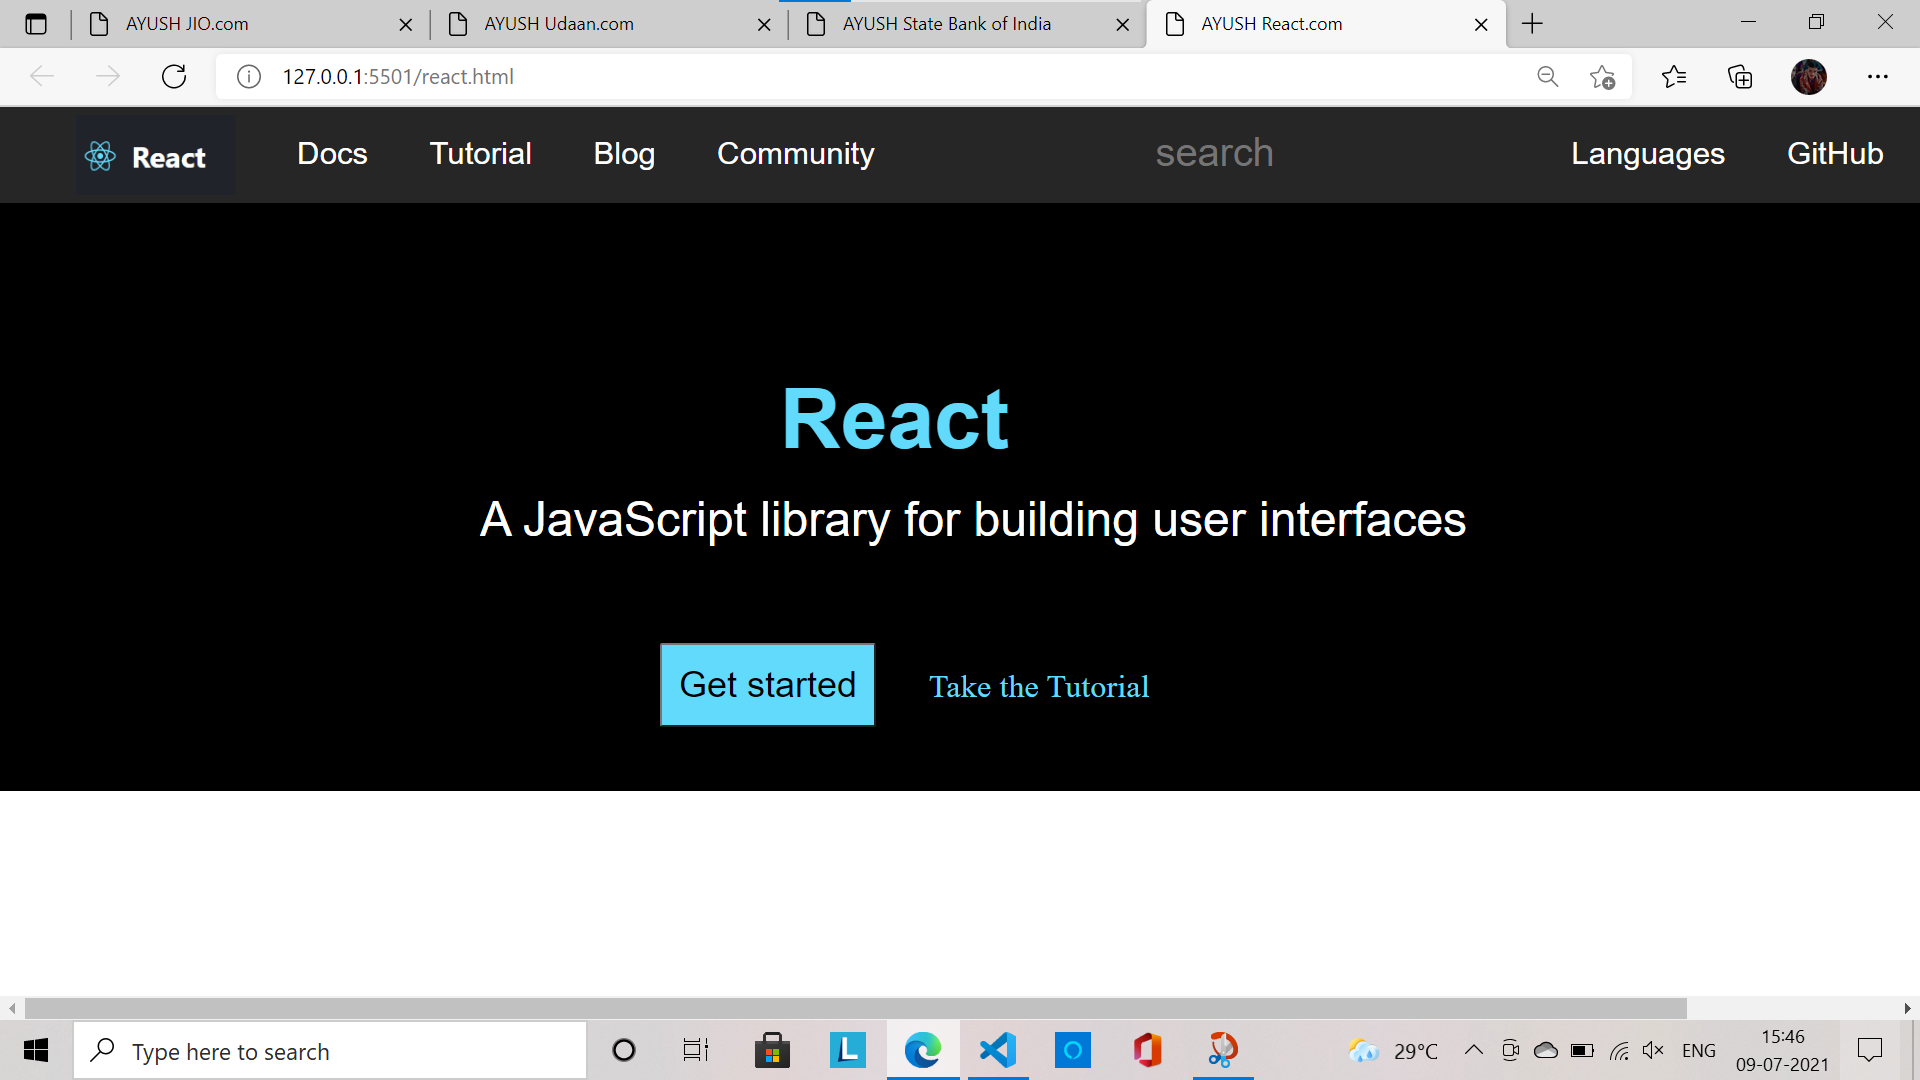 AYUSH JIO.com
AYUSH Udaan.com
AYUSH State Bank of India
AYUSH React.com
127.0.0.1:5501/react.html
React
Docs
Tutorial
Blog
Community
search
Languages
GitHub
React
A JavaScript library for building user interfaces
Get started
Take the Tutorial
Type here to search
L
29°C
ENG
15:46
09-07-2021